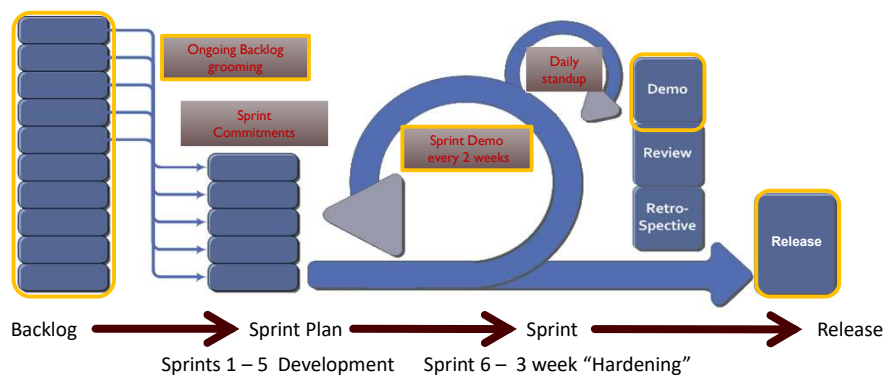 Ongoing Backlog
grooming
Sprint
Commitments
Sprint Demo
every 2 weeks
Daily
standup
Demo
Review
Retro-
Spective
Release
Backlog
Sprint Plan
Sprint
Release
Sprints 1 – 5  Development
Sprint 6 –  3 week “Hardening”